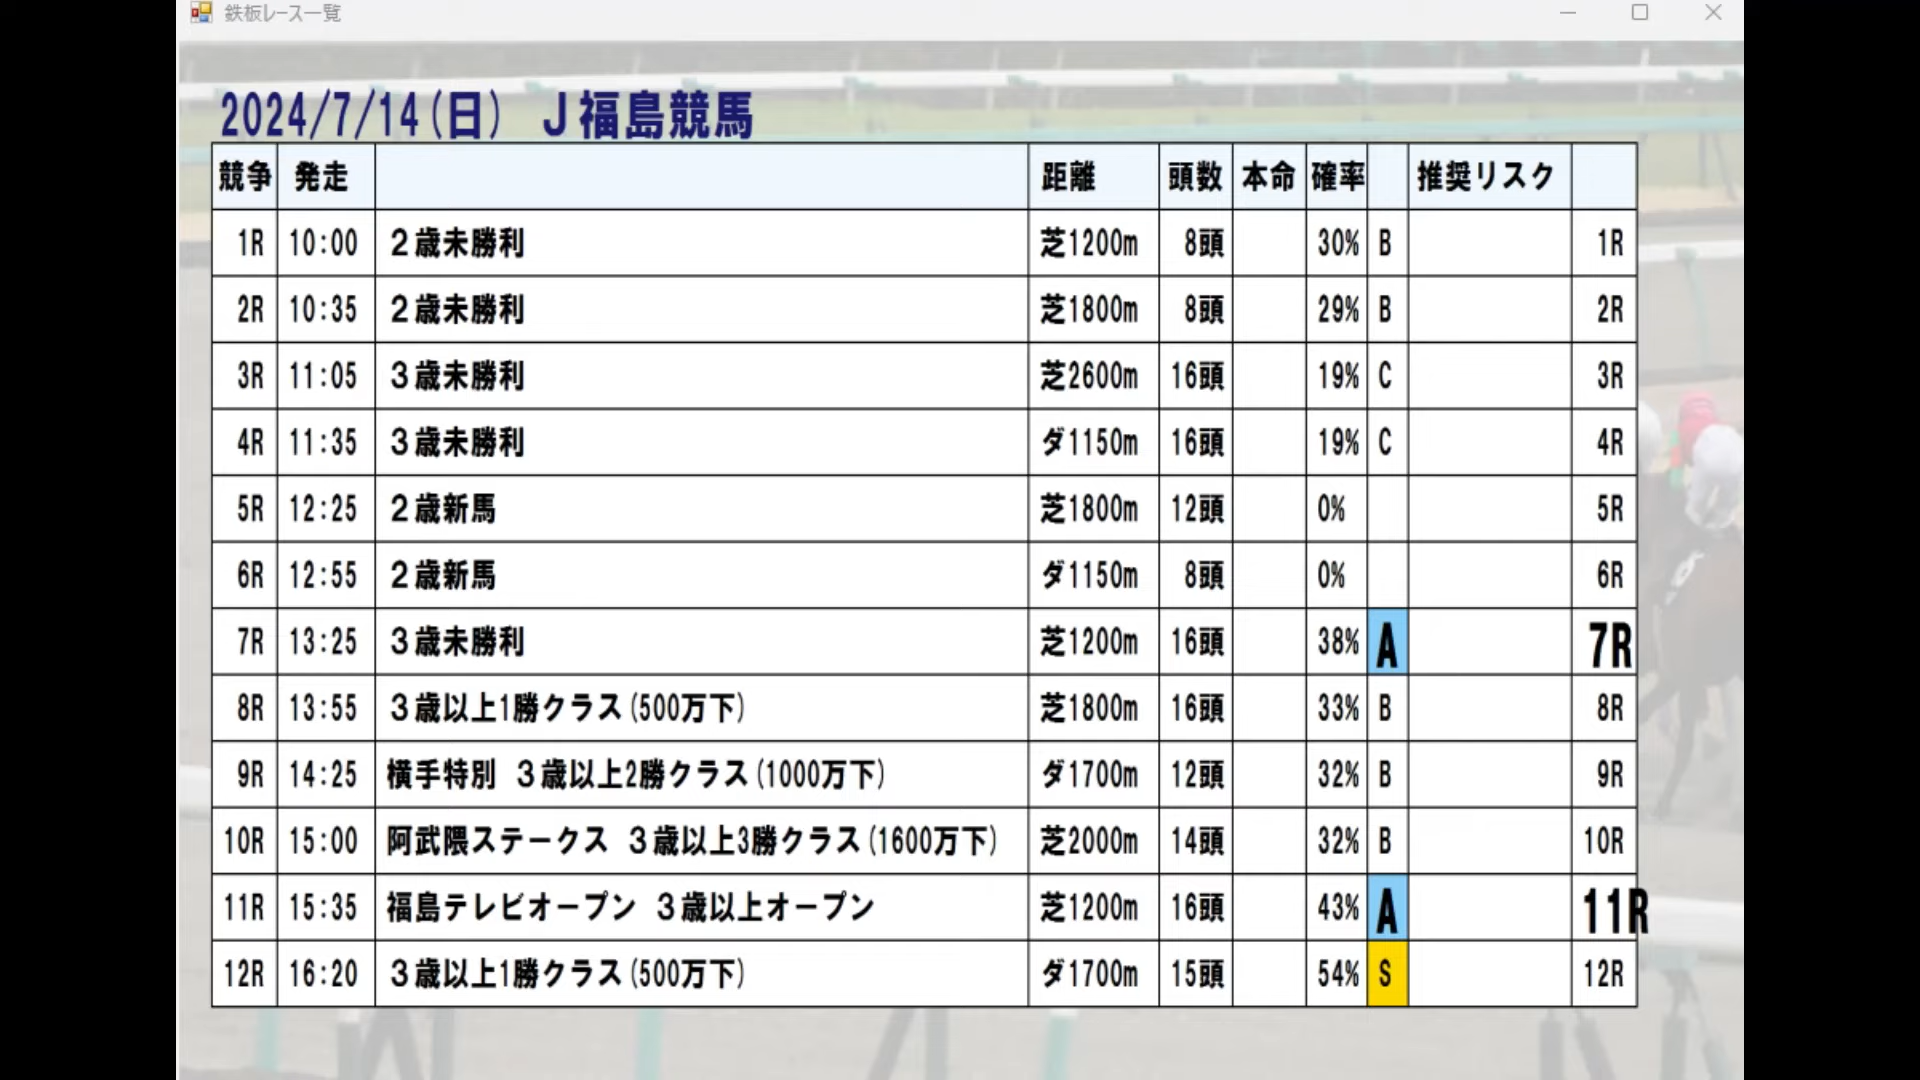 鉄板レース一覧
2024/7/14(日) J福島競馬
競争 発走 距離 頭数 本命 確率 推奨リスク
1R 10:00 2歳未勝利 芝1200m 8頭 30% B 1R
2R 10:35 2歳未勝利 芝1800m 8頭 29% B 2R
3R 11:05 3歳未勝利 芝2600m 16頭 19% C 3R
4R 11:35 3歳未勝利 ダ1150m 16頭 19% C 4R
5R 12:25 2歳新馬 芝1800m 12頭 0% 5R
6R 12:55 2歳新馬 ダ1150m 8頭 0% 6R
7R 13:25 3歳未勝利 芝1200m 16頭 38% A 7R
8R 13:55 3歳以上1勝クラス(500万下) 芝1800m 16頭 33% B 8R
9R 14:25 横手特別 3歳以上2勝クラス(1000万下) ダ1700m 12頭 32% B 9R
10R 15:00 阿武隈ステークス 3歳以上3勝クラス(1600万下) 芝2000m 14頭 32% B 10R
11R 15:35 福島テレビオープン 3歳以上オープン 芝1200m 16頭 43% A 11R
12R 16:20 3歳以上1勝クラス(500万下) ダ1700m 15頭 54% S 12R